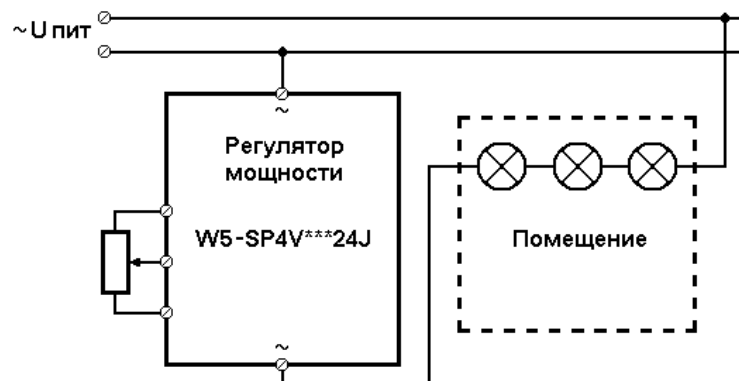 ~U пит
~
Регулятор
мощности
W5-SP4V***24J
Помещение
~